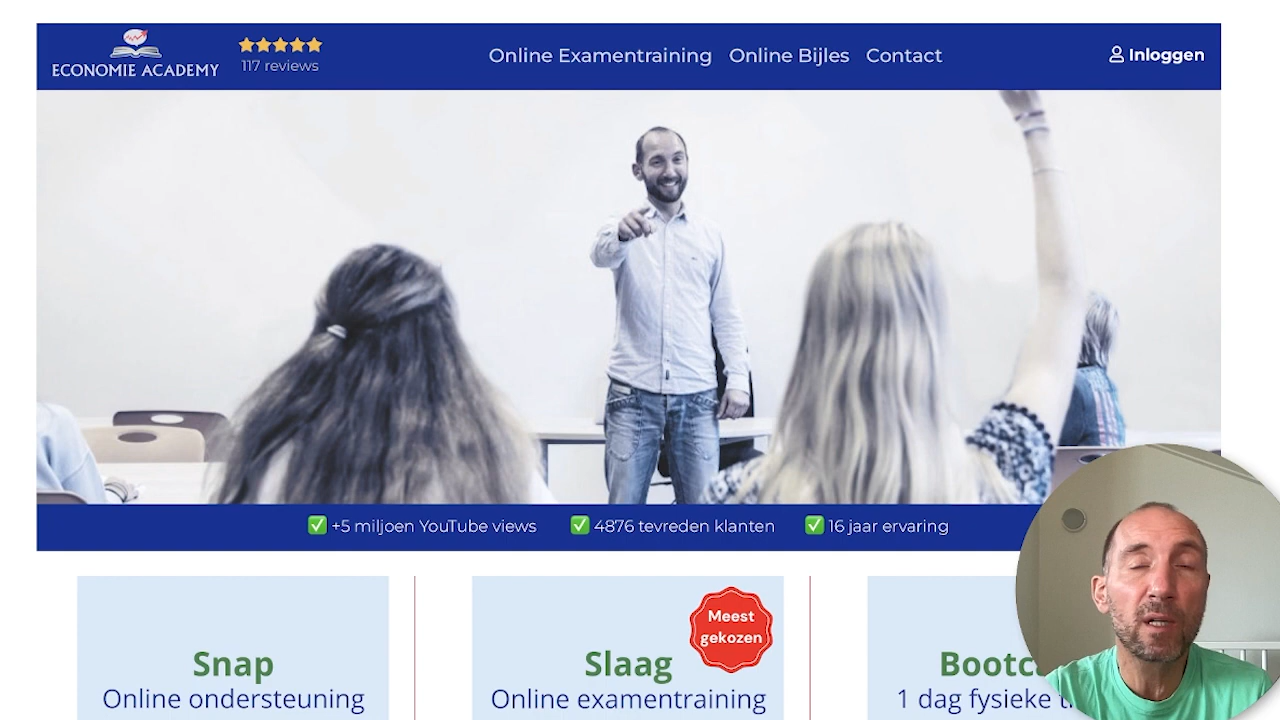 ECONOMIE ACADEMY
117 reviews
Online Examentraining Online Bijles Contact
Inloggen
+5 miljoen YouTube views 4876 tevreden klanten 16 jaar ervaring
Meest
gekozen
Snap
Online ondersteuning
Slaag
Online examentraining
1 dag fysieke